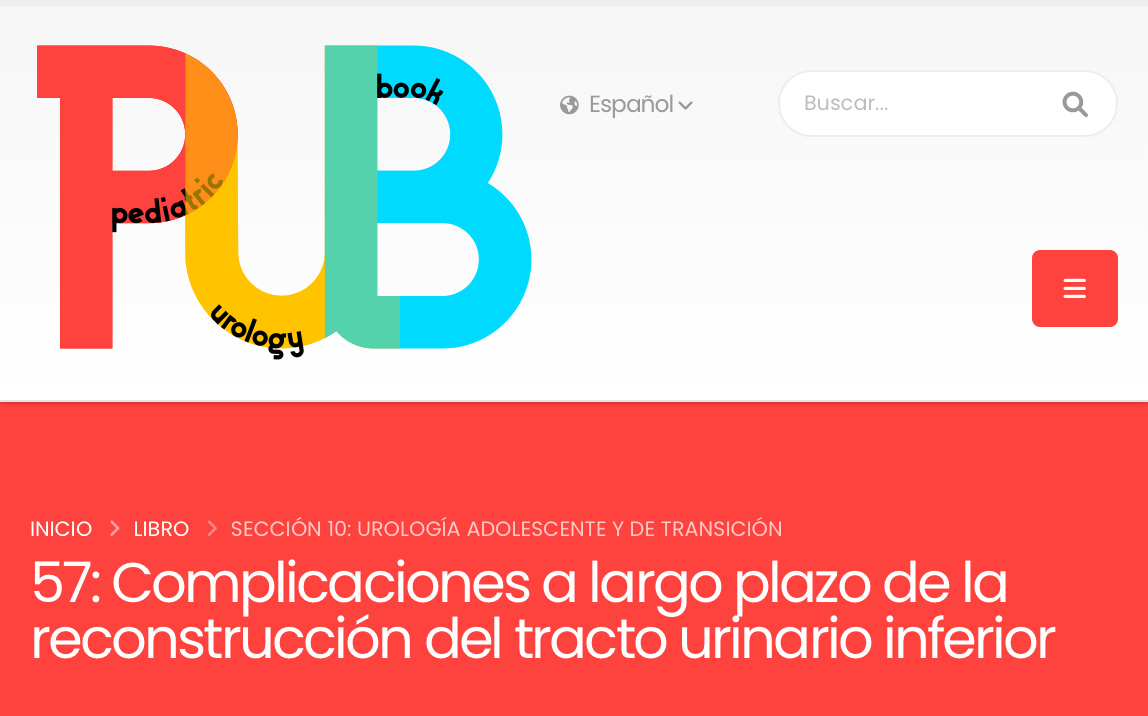 pediatric
urology
book
Español
Buscar...
INICIO > LIBRO > SECCIÓN 10: UROLOGÍA ADOLESCENTE Y DE TRANSICIÓN
57: Complicaciones a largo plazo de la
reconstrucción del tracto urinario inferior